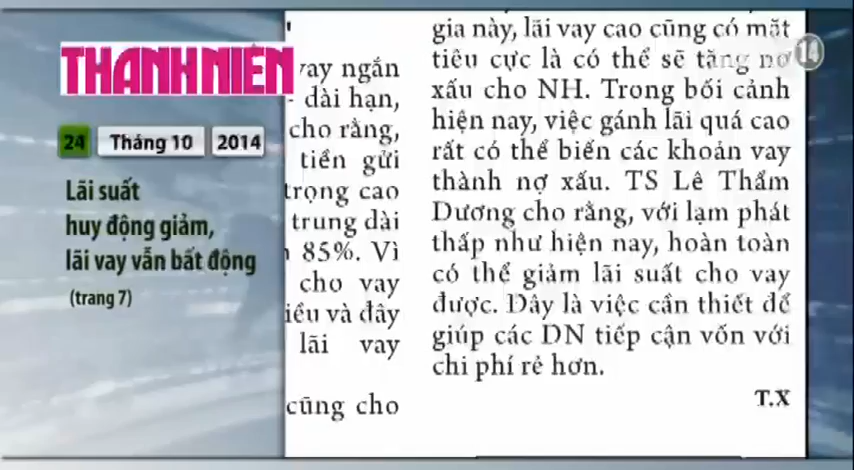 THANH NIÊN
24 Tháng 10 2014
Lãi suất
huy động giảm,
lãi vay vẫn bất động
(trang 7)
vay ngắn
dài hạn,
cho rằng,
tiền gửi
trọng cao
trung dài
85%. Vì
cho vay
và đây
lãi vay
cũng cho
gia này, lãi vay cao cũng có mặt
tiêu cực là có thể sẽ tăng nợ
xấu cho NH. Trong bối cảnh
hiện nay, việc gánh lãi quá cao
rất có thể biến các khoản vay
thành nợ xấu. TS Lê Thẩm
Dương cho rằng, với lạm phát
thấp như hiện nay, hoàn toàn
có thể giảm lãi suất cho vay
được. Đây là việc cần thiết để
giúp các DN tiếp cận vốn với
chi phí rẻ hơn.
T.X
14